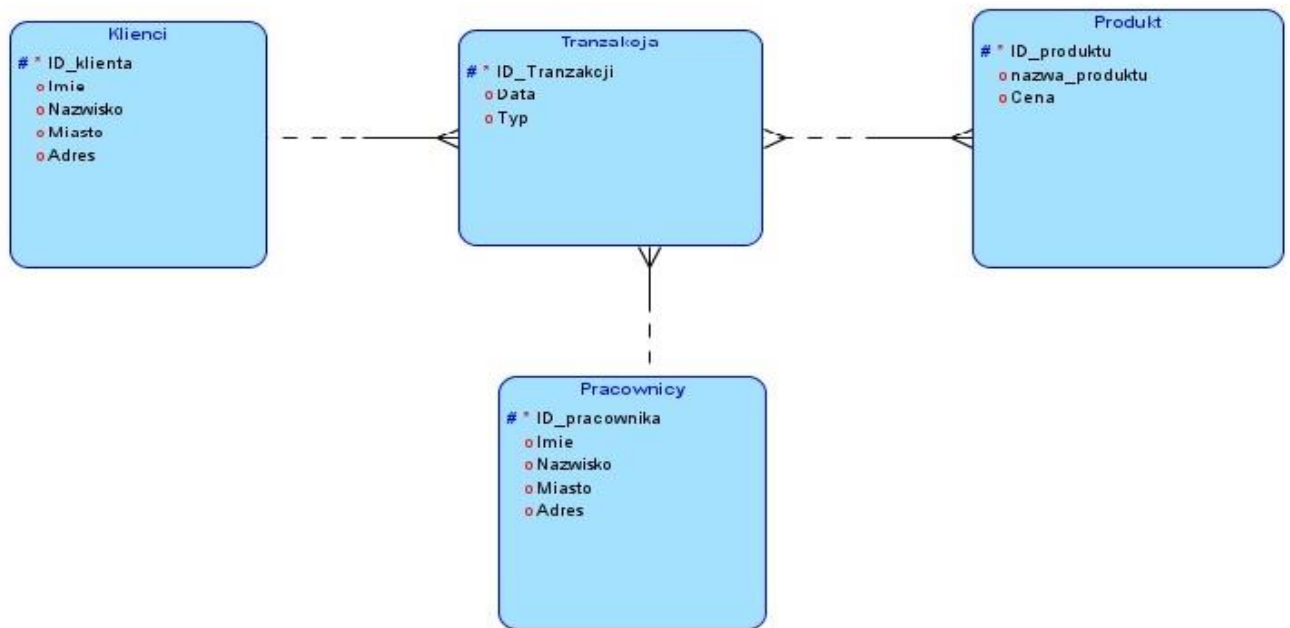 Klienci
# * ID_klienta
o Imie
o Nazwisko
o Miasto
o Adres
Tranzakcja
# * ID_Tranzakcji
o Data
o Typ
Produkt
# * ID_produktu
o nazwa_produktu
o Cena
Pracownicy
# * ID_pracownika
o Imie
o Nazwisko
o Miasto
o Adres